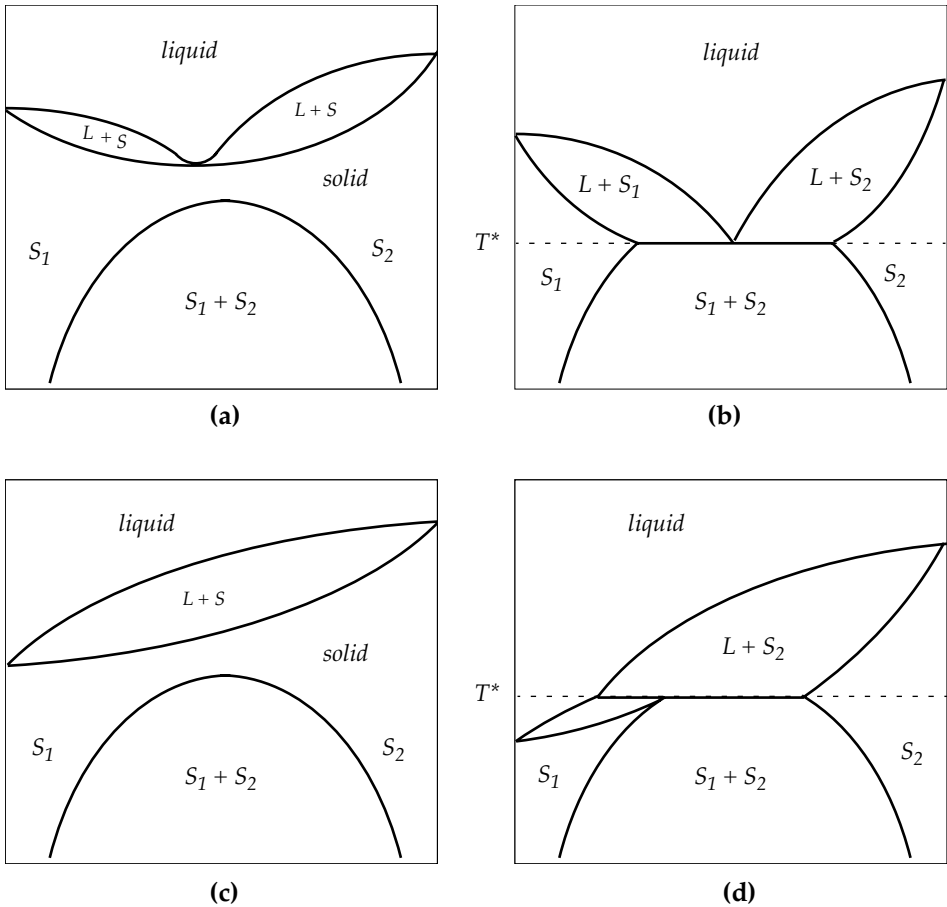 liquid
L + S
L + S
solid
S1
S2
S1 + S2
(a)
liquid
L + S1
L + S2
T*
S1
S2
S1 + S2
(b)
liquid
L + S
solid
S1
S2
S1 + S2
(c)
liquid
L + S2
T*
S1
S2
S1 + S2
(d)